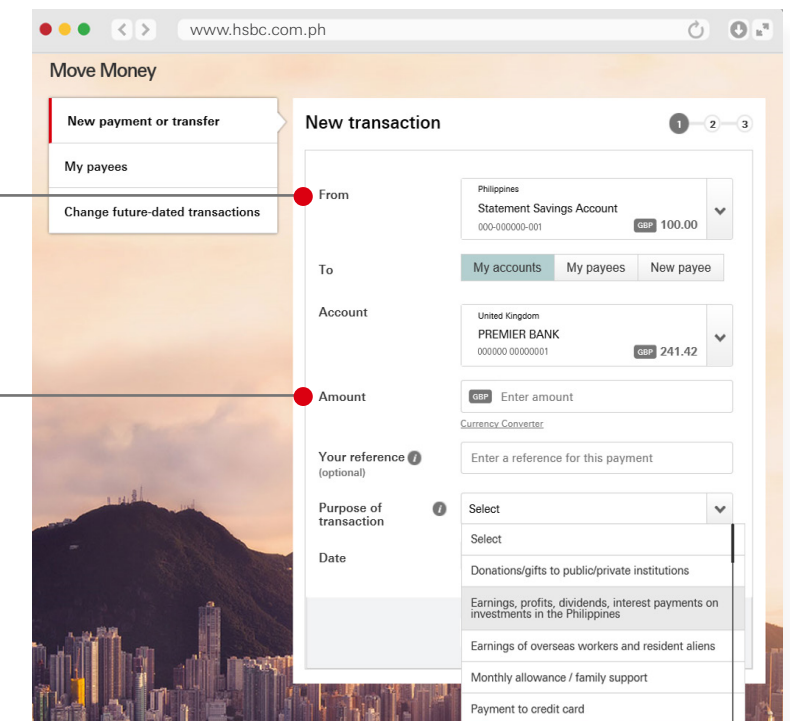 www.hsbc.com.ph
Move Money
New payment or transfer
My payees
Change future-dated transactions
New transaction
1 2 3
From
Philippines
Statement Savings Account
000-000000-001 GBP 100.00
To
My accounts My payees New payee
Account
United Kingdom
PREMIER BANK
000000 00000001 GBP 241.42
Amount
GBP Enter amount
Currency Converter
Your reference i
(optional)
Enter a reference for this payment
Purpose of
transaction
i
Select
Select
Date
Donations/gifts to public/private institutions
Earnings, profits, dividends, interest payments on
investments in the Philippines
Earnings of overseas workers and resident aliens
Monthly allowance / family support
Payment to credit card